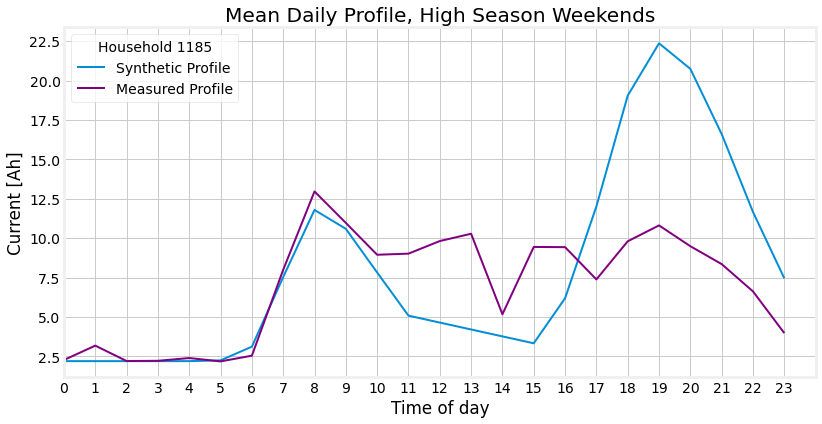 Mean Daily Profile, High Season Weekends
Household 1185
Synthetic Profile
Measured Profile
Current [Ah]
22.5
20.0
17.5
15.0
12.5
10.0
7.5
5.0
2.5
0 1 2 3 4 5 6 7 8 9 10 11 12 13 14 15 16 17 18 19 20 21 22 23
Time of day